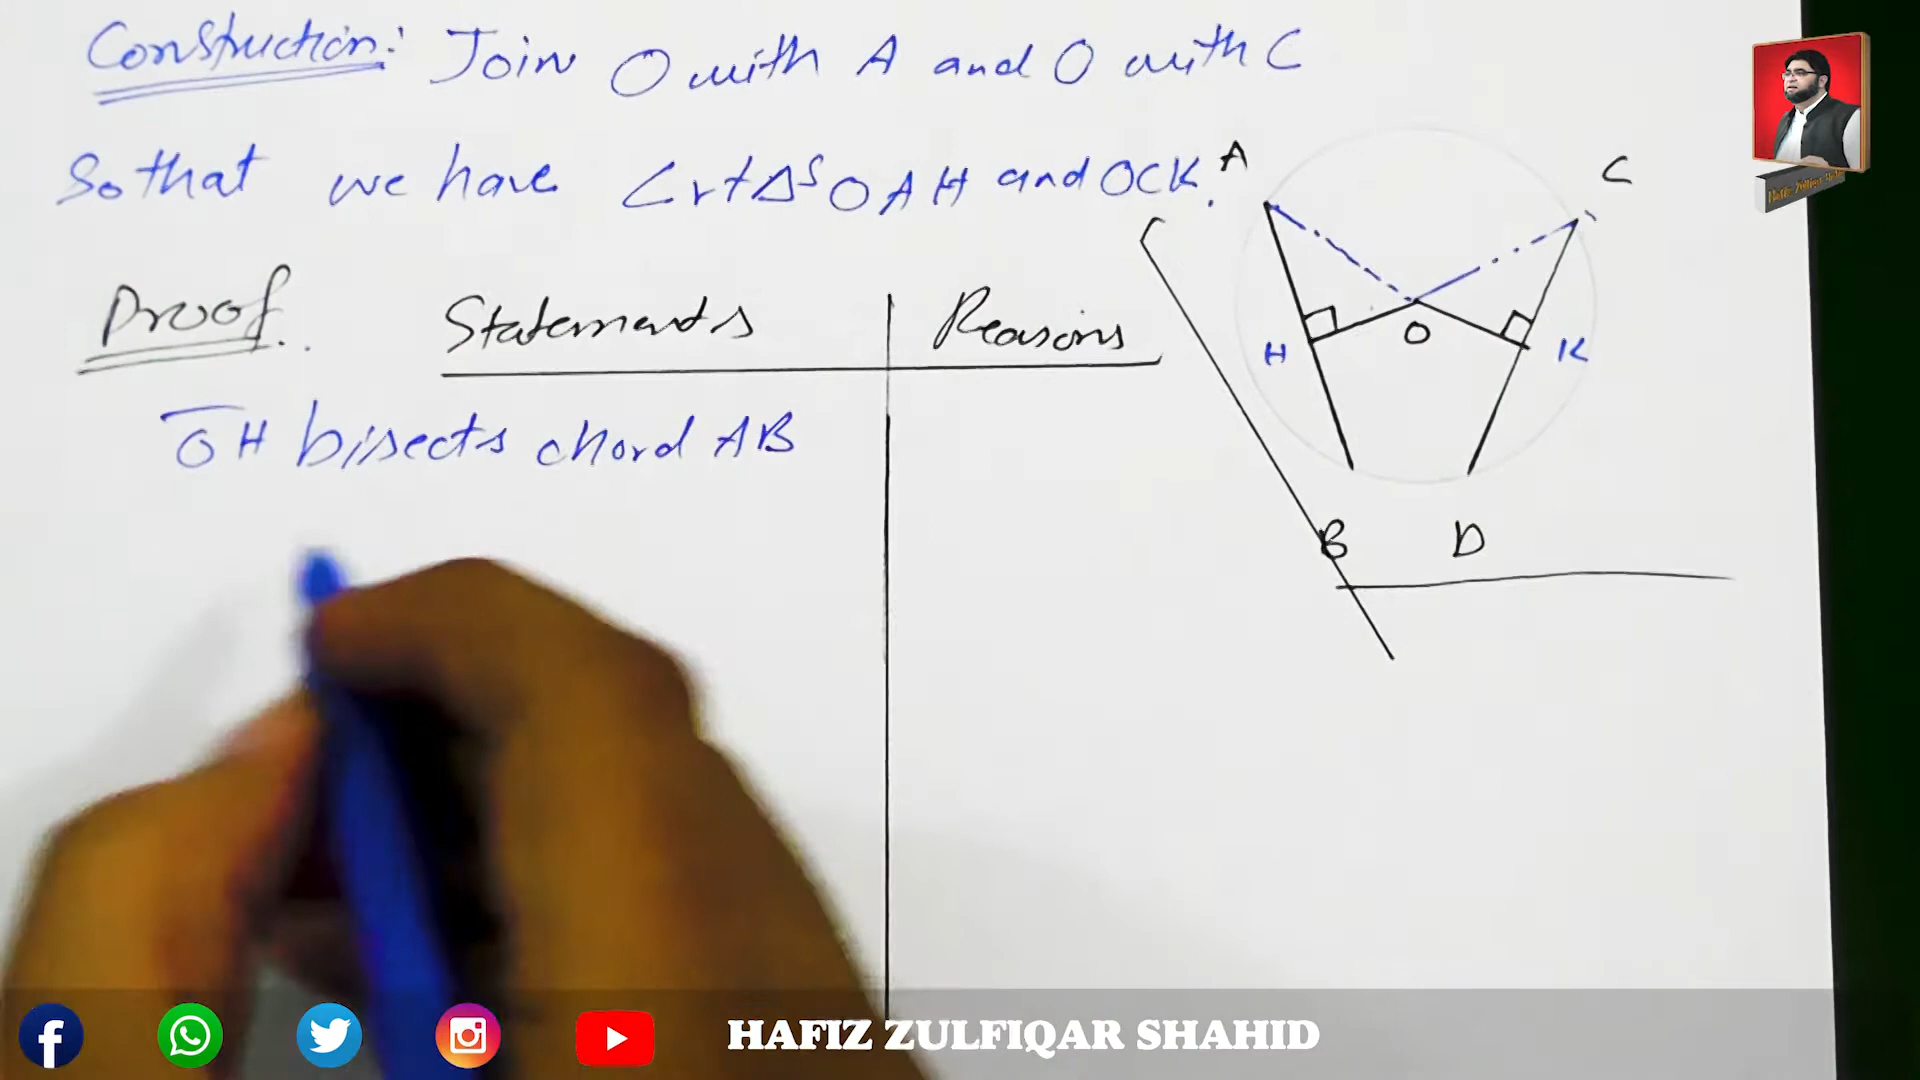 Construction: Join O with A and O with C
So that we have ∠rt Δˢ OAH and OCK.
A
C
Proof.
Statements
Reasons
H
O
K
OH bisects chord AB
B
D
HAFIZ ZULFIQAR SHAHID